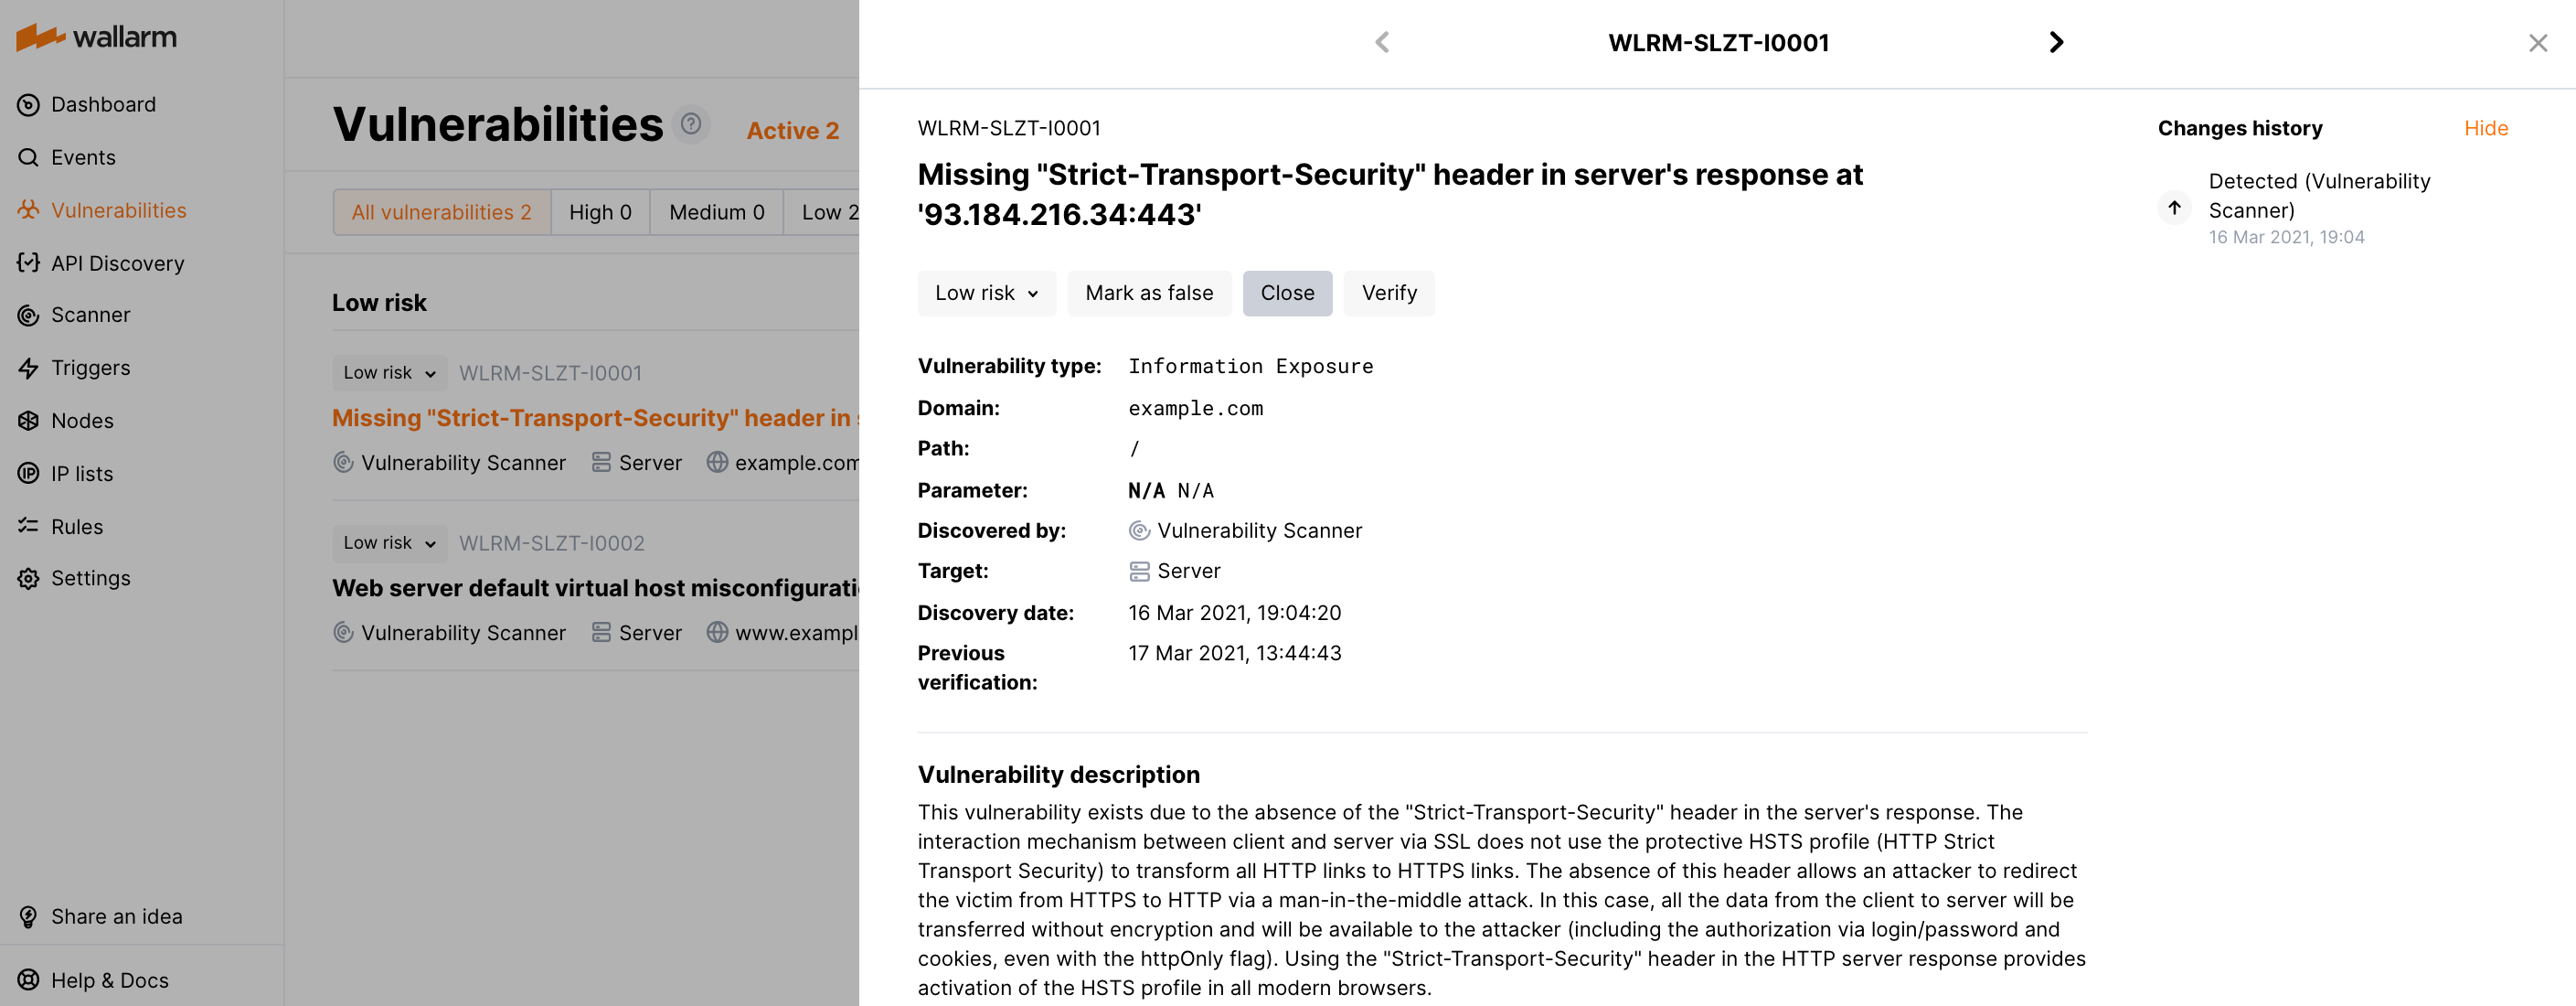 wallarm
Dashboard
Events
Vulnerabilities
API Discovery
Scanner
Triggers
Nodes
IP lists
Rules
Settings
Share an idea
Help & Docs
Vulnerabilities ? Active 2
All vulnerabilities 2 High 0 Medium 0 Low 2
Low risk
Low risk WLRM-SLZT-I0001
Missing "Strict-Transport-Security" header in
Vulnerability Scanner Server example.com
Low risk WLRM-SLZT-I0002
Web server default virtual host misconfigurati
Vulnerability Scanner Server www.exampl
WLRM-SLZT-I0001
WLRM-SLZT-I0001
Missing "Strict-Transport-Security" header in server's response at
'93.184.216.34:443'
Low risk Mark as false Close Verify
Vulnerability type: Information Exposure
Domain: example.com
Path: /
Parameter: N/A N/A
Discovered by: Vulnerability Scanner
Target: Server
Discovery date: 16 Mar 2021, 19:04:20
Previous 17 Mar 2021, 13:44:43
verification:
Vulnerability description
This vulnerability exists due to the absence of the "Strict-Transport-Security" header in the server's response. The
interaction mechanism between client and server via SSL does not use the protective HSTS profile (HTTP Strict
Transport Security) to transform all HTTP links to HTTPS links. The absence of this header allows an attacker to redirect
the victim from HTTPS to HTTP via a man-in-the-middle attack. In this case, all the data from the client to server will be
transferred without encryption and will be available to the attacker (including the authorization via login/password and
cookies, even with the httpOnly flag). Using the "Strict-Transport-Security" header in the HTTP server response provides
activation of the HSTS profile in all modern browsers.
Changes history Hide
Detected (Vulnerability
Scanner)
16 Mar 2021, 19:04